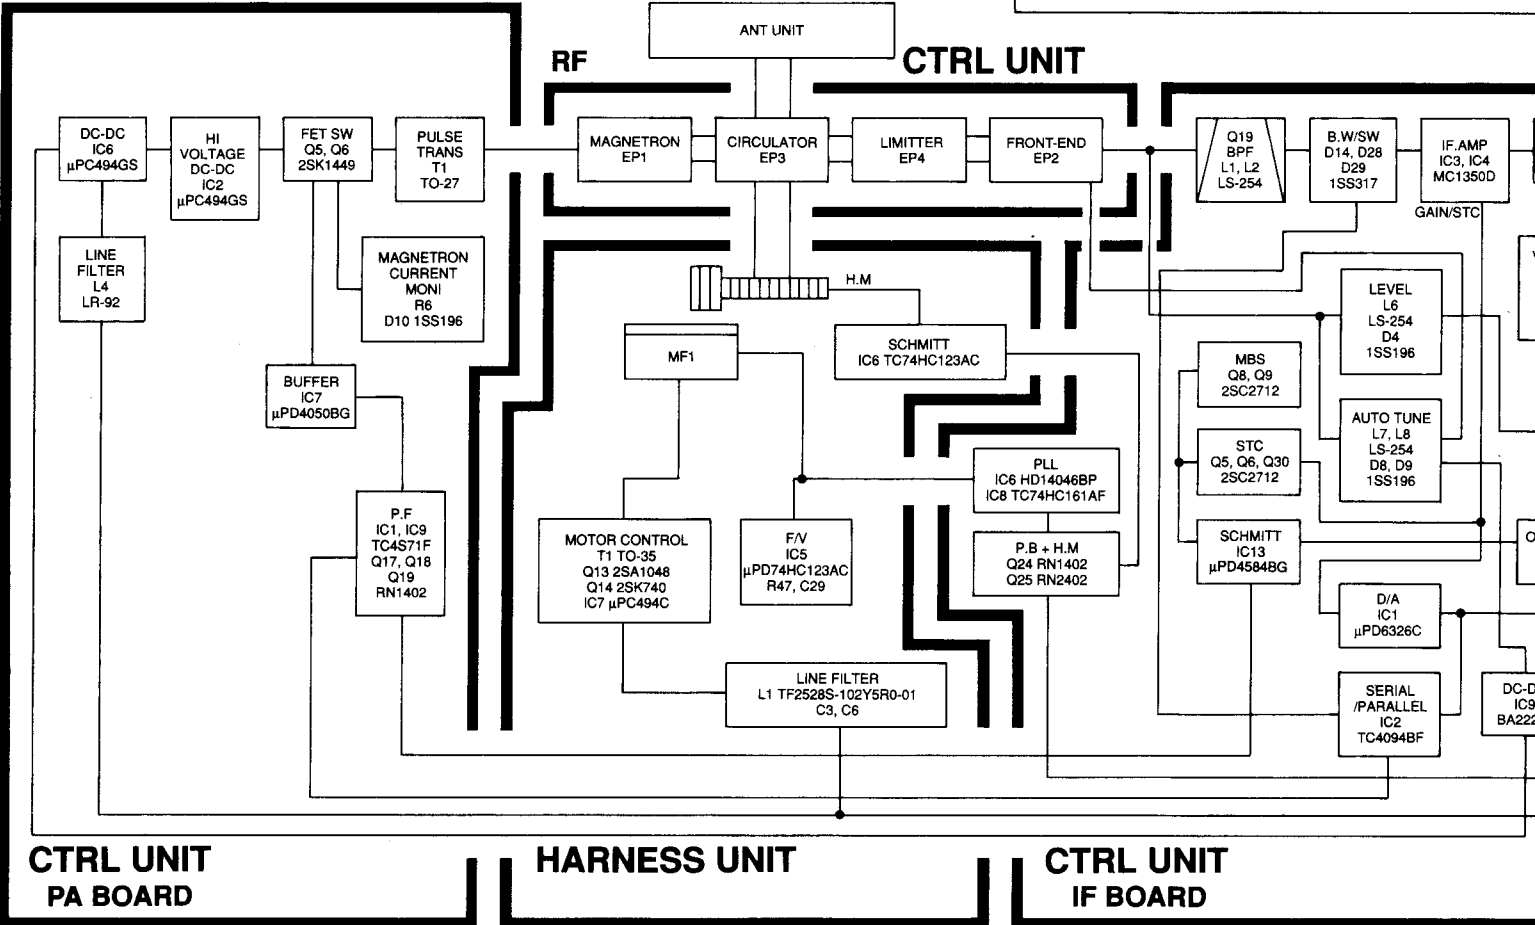 ANT UNIT
RF
CTRL UNIT
DC-DC
IC6
µPC494GS
HI
VOLTAGE
DC-DC
IC2
µPC494GS
FET SW
Q5, Q6
2SK1449
PULSE
TRANS
T1
TO-27
MAGNETRON
EP1
CIRCULATOR
EP3
LIMITTER
EP4
FRONT-END
EP2
Q19
BPF
L1, L2
LS-254
B.W/SW
D14, D28
D29
1SS317
IF.AMP
IC3, IC4
MC1350D
GAIN/STC
LINE
FILTER
L4
LR-92
MAGNETRON
CURRENT
MONI
R6
D10 1SS196
H.M
LEVEL
L6
LS-254
D4
1SS196
MF1
SCHMITT
IC6 TC74HC123AC
MBS
Q8, Q9
2SC2712
BUFFER
IC7
µPD4050BG
AUTO TUNE
L7, L8
LS-254
D8, D9
1SS196
STC
Q5, Q6, Q30
2SC2712
PLL
IC6 HD14046BP
IC8 TC74HC161AF
P.F
IC1, IC9
TC4S71F
Q17, Q18
Q19
RN1402
MOTOR CONTROL
T1 TO-35
Q13 2SA1048
Q14 2SK740
IC7 µPC494C
F/V
IC5
µPD74HC123AC
R47, C29
P.B + H.M
Q24 RN1402
Q25 RN2402
SCHMITT
IC13
µPD4584BG
D/A
IC1
µPD6326C
LINE FILTER
L1 TF2528S-102Y5R0-01
C3, C6
SERIAL
/PARALLEL
IC2
TC4094BF
DC-D
IC9
BA222
CTRL UNIT
PA BOARD
HARNESS UNIT
CTRL UNIT
IF BOARD